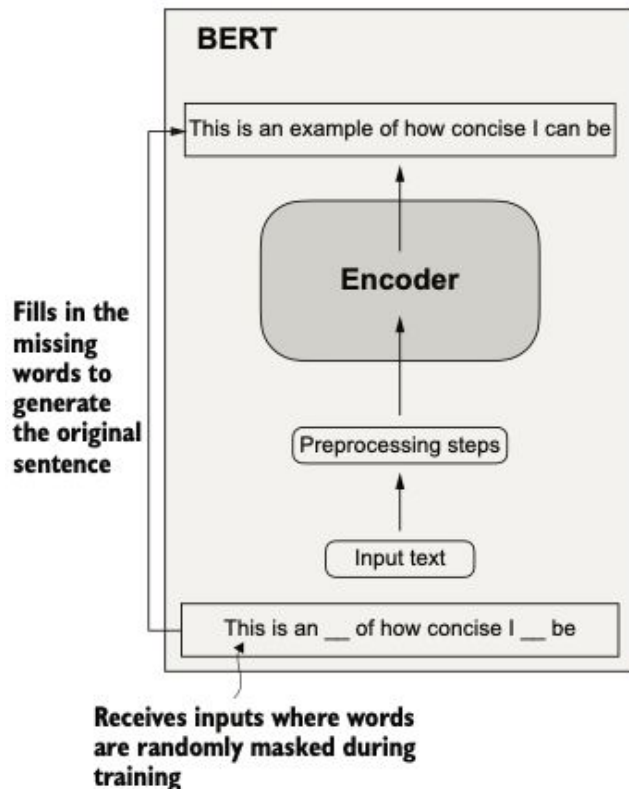 BERT
This is an example of how concise I can be
Encoder
Fills in the
missing
words to
generate
the original
sentence
Preprocessing steps
Input text
This is an __ of how concise I __ be
Receives inputs where words
are randomly masked during
training